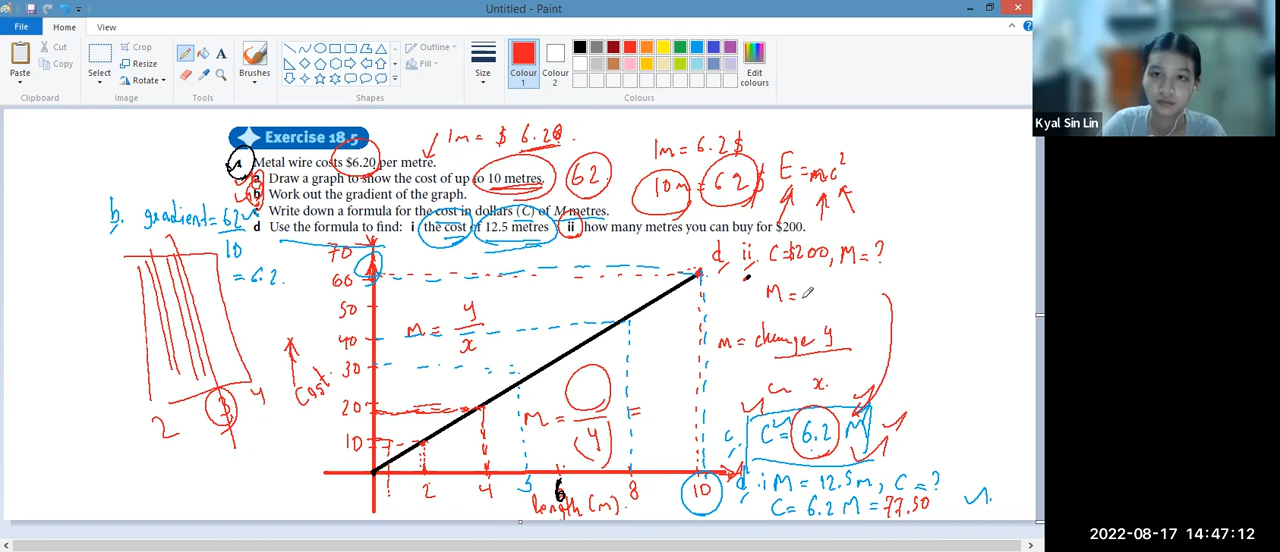 Untitled - Paint
File Home View
Paste
Cut
Copy
Clipboard
Select
Crop
Resize
Rotate
Image
Tools
Brushes
Shapes
Outline
Fill
Size
Colour 1
Colour 2
Colours
Edit colours
Kyal Sin Lin
Exercise 18.5
1m = $ 6.20
1m = 6.2 $
Metal wire costs $6.20 per metre.
a Draw a graph to show the cost of up to 10 metres.
62
10m = 62 $
E = mc²
b Work out the gradient of the graph.
c Write down a formula for the cost in dollars (C) of M metres.
d Use the formula to find: i the cost of 12.5 metres ii how many metres you can buy for $200.
b, gradient = 62
10
= 6.2
70
60
50
40
30
20
10
Cost
2 3 4
m = y
x
M =
(4)
=
2 4 5 6 8 10
length (m).
d, ii, C = $200, M = ?
M =
m = change y
x.
c,
C = 6.2 M
d, i M = 12.5m, C = ?
C = 6.2 M = 77.50
2022-08-17 14:47:12